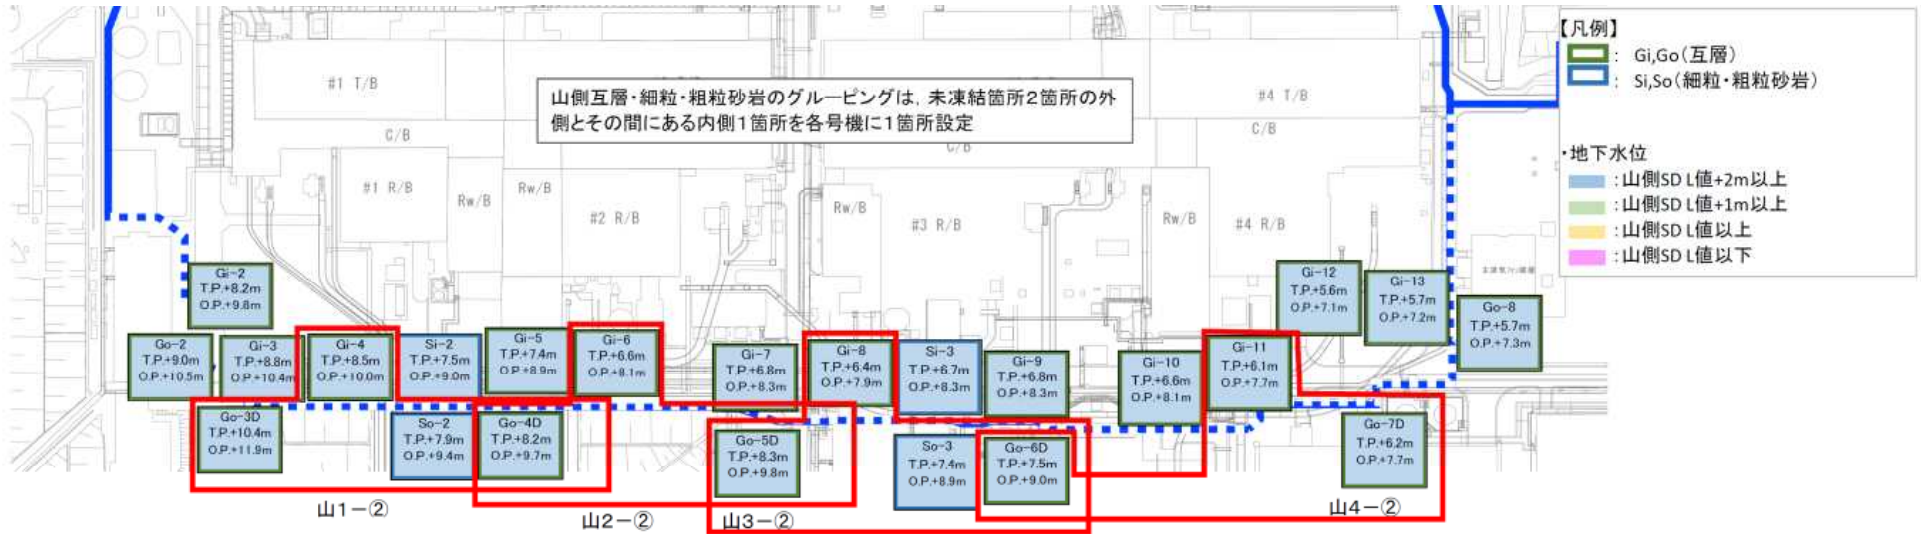 【凡例】
： Gi,Go（互層）
： Si,So（細粒・粗粒砂岩）
・地下水位
：山側SD L値+2m以上
：山側SD L値+1m以上
：山側SD L値以上
：山側SD L値以下
山側互層・細粒・粗粒砂岩のグルーピングは，未凍結箇所2箇所の外
側とその間にある内側1箇所を各号機に1箇所設定
#1 T/B
#4 T/B
C/B
C/B
C/B
#1 R/B
Rw/B
Rw/B
#2 R/B
Rw/B
#3 R/B
Rw/B
#4 R/B
Gi-2
T.P.+8.2m
O.P.+9.8m
Go-2
T.P.+9.0m
O.P.+10.5m
Gi-3
T.P.+8.8m
O.P.+10.4m
Gi-4
T.P.+8.5m
O.P.+10.0m
Si-2
T.P.+7.5m
O.P.+9.0m
Gi-5
T.P.+7.4m
O.P.+8.9m
Gi-6
T.P.+6.6m
O.P.+8.1m
Gi-7
T.P.+6.8m
O.P.+8.3m
Gi-8
T.P.+6.4m
O.P.+7.9m
Si-3
T.P.+6.7m
O.P.+8.3m
Gi-9
T.P.+6.8m
O.P.+8.3m
Gi-10
T.P.+6.6m
O.P.+8.1m
Gi-11
T.P.+6.1m
O.P.+7.7m
Gi-12
T.P.+5.6m
O.P.+7.1m
Gi-13
T.P.+5.7m
O.P.+7.2m
Go-8
T.P.+5.7m
O.P.+7.3m
Go-3D
T.P.+10.4m
O.P.+11.9m
So-2
T.P.+7.9m
O.P.+9.4m
Go-4D
T.P.+8.2m
O.P.+9.7m
Go-5D
T.P.+8.3m
O.P.+9.8m
So-3
T.P.+7.4m
O.P.+8.9m
Go-6D
T.P.+7.5m
O.P.+9.0m
Go-7D
T.P.+6.2m
O.P.+7.7m
山1-②
山2-②
山3-②
山4-②